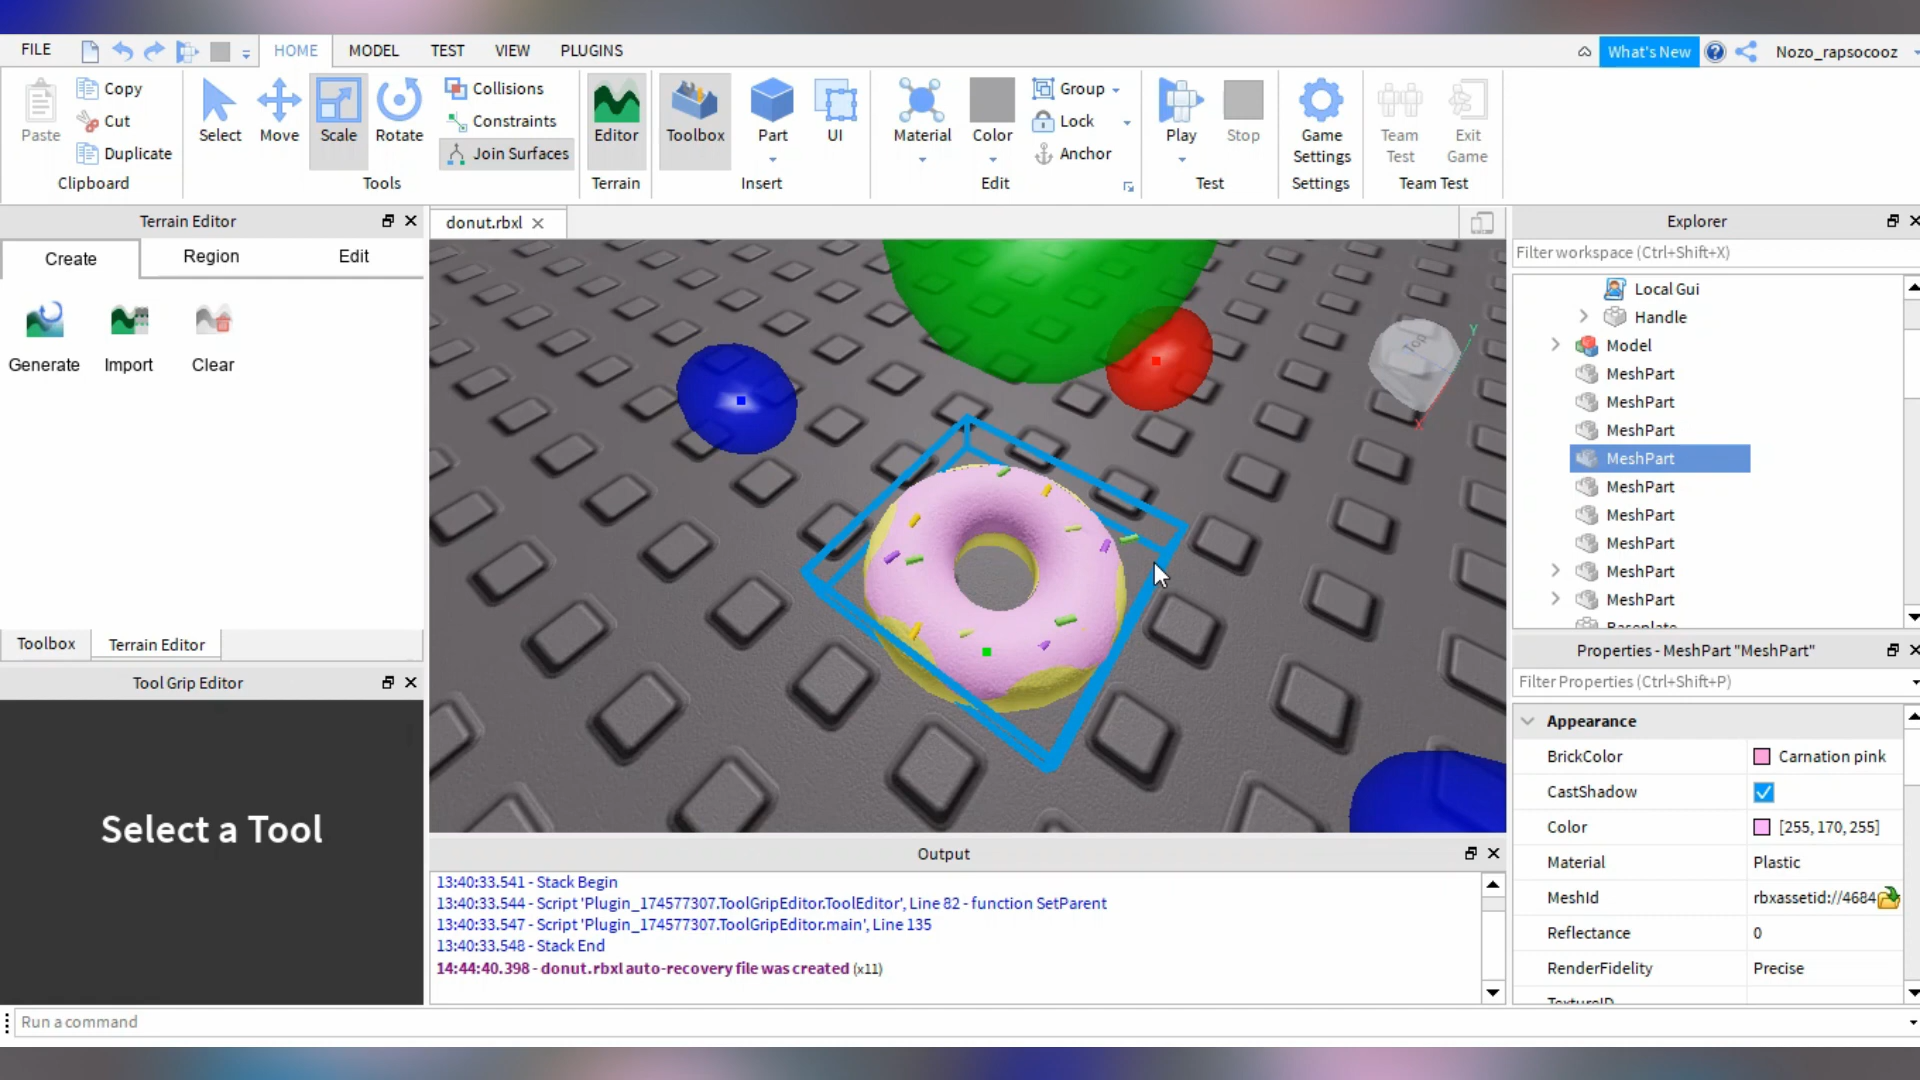 FILE
HOME
MODEL
TEST
VIEW
PLUGINS
What's New
Nozo_rapsocooz
Paste
Copy
Cut
Duplicate
Clipboard
Select
Move
Scale
Rotate
Collisions
Constraints
Join Surfaces
Tools
Editor
Terrain
Toolbox
Part
UI
Insert
Material
Color
Group
Lock
Anchor
Edit
Play
Stop
Test
Game
Settings
Settings
Team
Test
Exit
Game
Team Test
Terrain Editor
Create
Region
Edit
Generate
Import
Clear
Toolbox
Terrain Editor
Tool Grip Editor
Select a Tool
donut.rbxl
Top
Y
X
Output
13:40:33.541 - Stack Begin
13:40:33.544 - Script 'Plugin_174577307.ToolGripEditor.ToolEditor', Line 82 - function SetParent
13:40:33.547 - Script 'Plugin_174577307.ToolGripEditor.main', Line 135
13:40:33.548 - Stack End
14:44:40.398 - donut.rbxl auto-recovery file was created (x11)
Run a command
Explorer
Filter workspace (Ctrl+Shift+X)
Local Gui
Handle
Model
MeshPart
MeshPart
MeshPart
MeshPart
MeshPart
MeshPart
MeshPart
MeshPart
MeshPart
Baseplate
Properties - MeshPart "MeshPart"
Filter Properties (Ctrl+Shift+P)
Appearance
BrickColor Carnation pink
CastShadow
Color [255, 170, 255]
Material Plastic
MeshId rbxassetid://4684
Reflectance 0
RenderFidelity Precise
TextureID